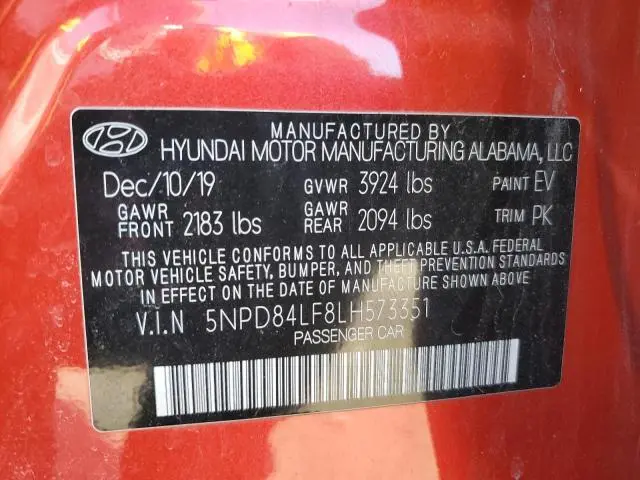 MANUFACTURED BY
HYUNDAI MOTOR MANUFACTURING ALABAMA, LLC
Dec/10/19 GVWR 3924 lbs PAINT EV
GAWR FRONT 2183 lbs GAWR REAR 2094 lbs TRIM PK
THIS VEHICLE CONFORMS TO ALL APPLICABLE U.S.A. FEDERAL
MOTOR VEHICLE SAFETY, BUMPER, AND THEFT PREVENTION STANDARDS
IN EFFECT ON THE DATE OF MANUFACTURE SHOWN ABOVE
V.I.N 5NPD84LF8LH573351
PASSENGER CAR